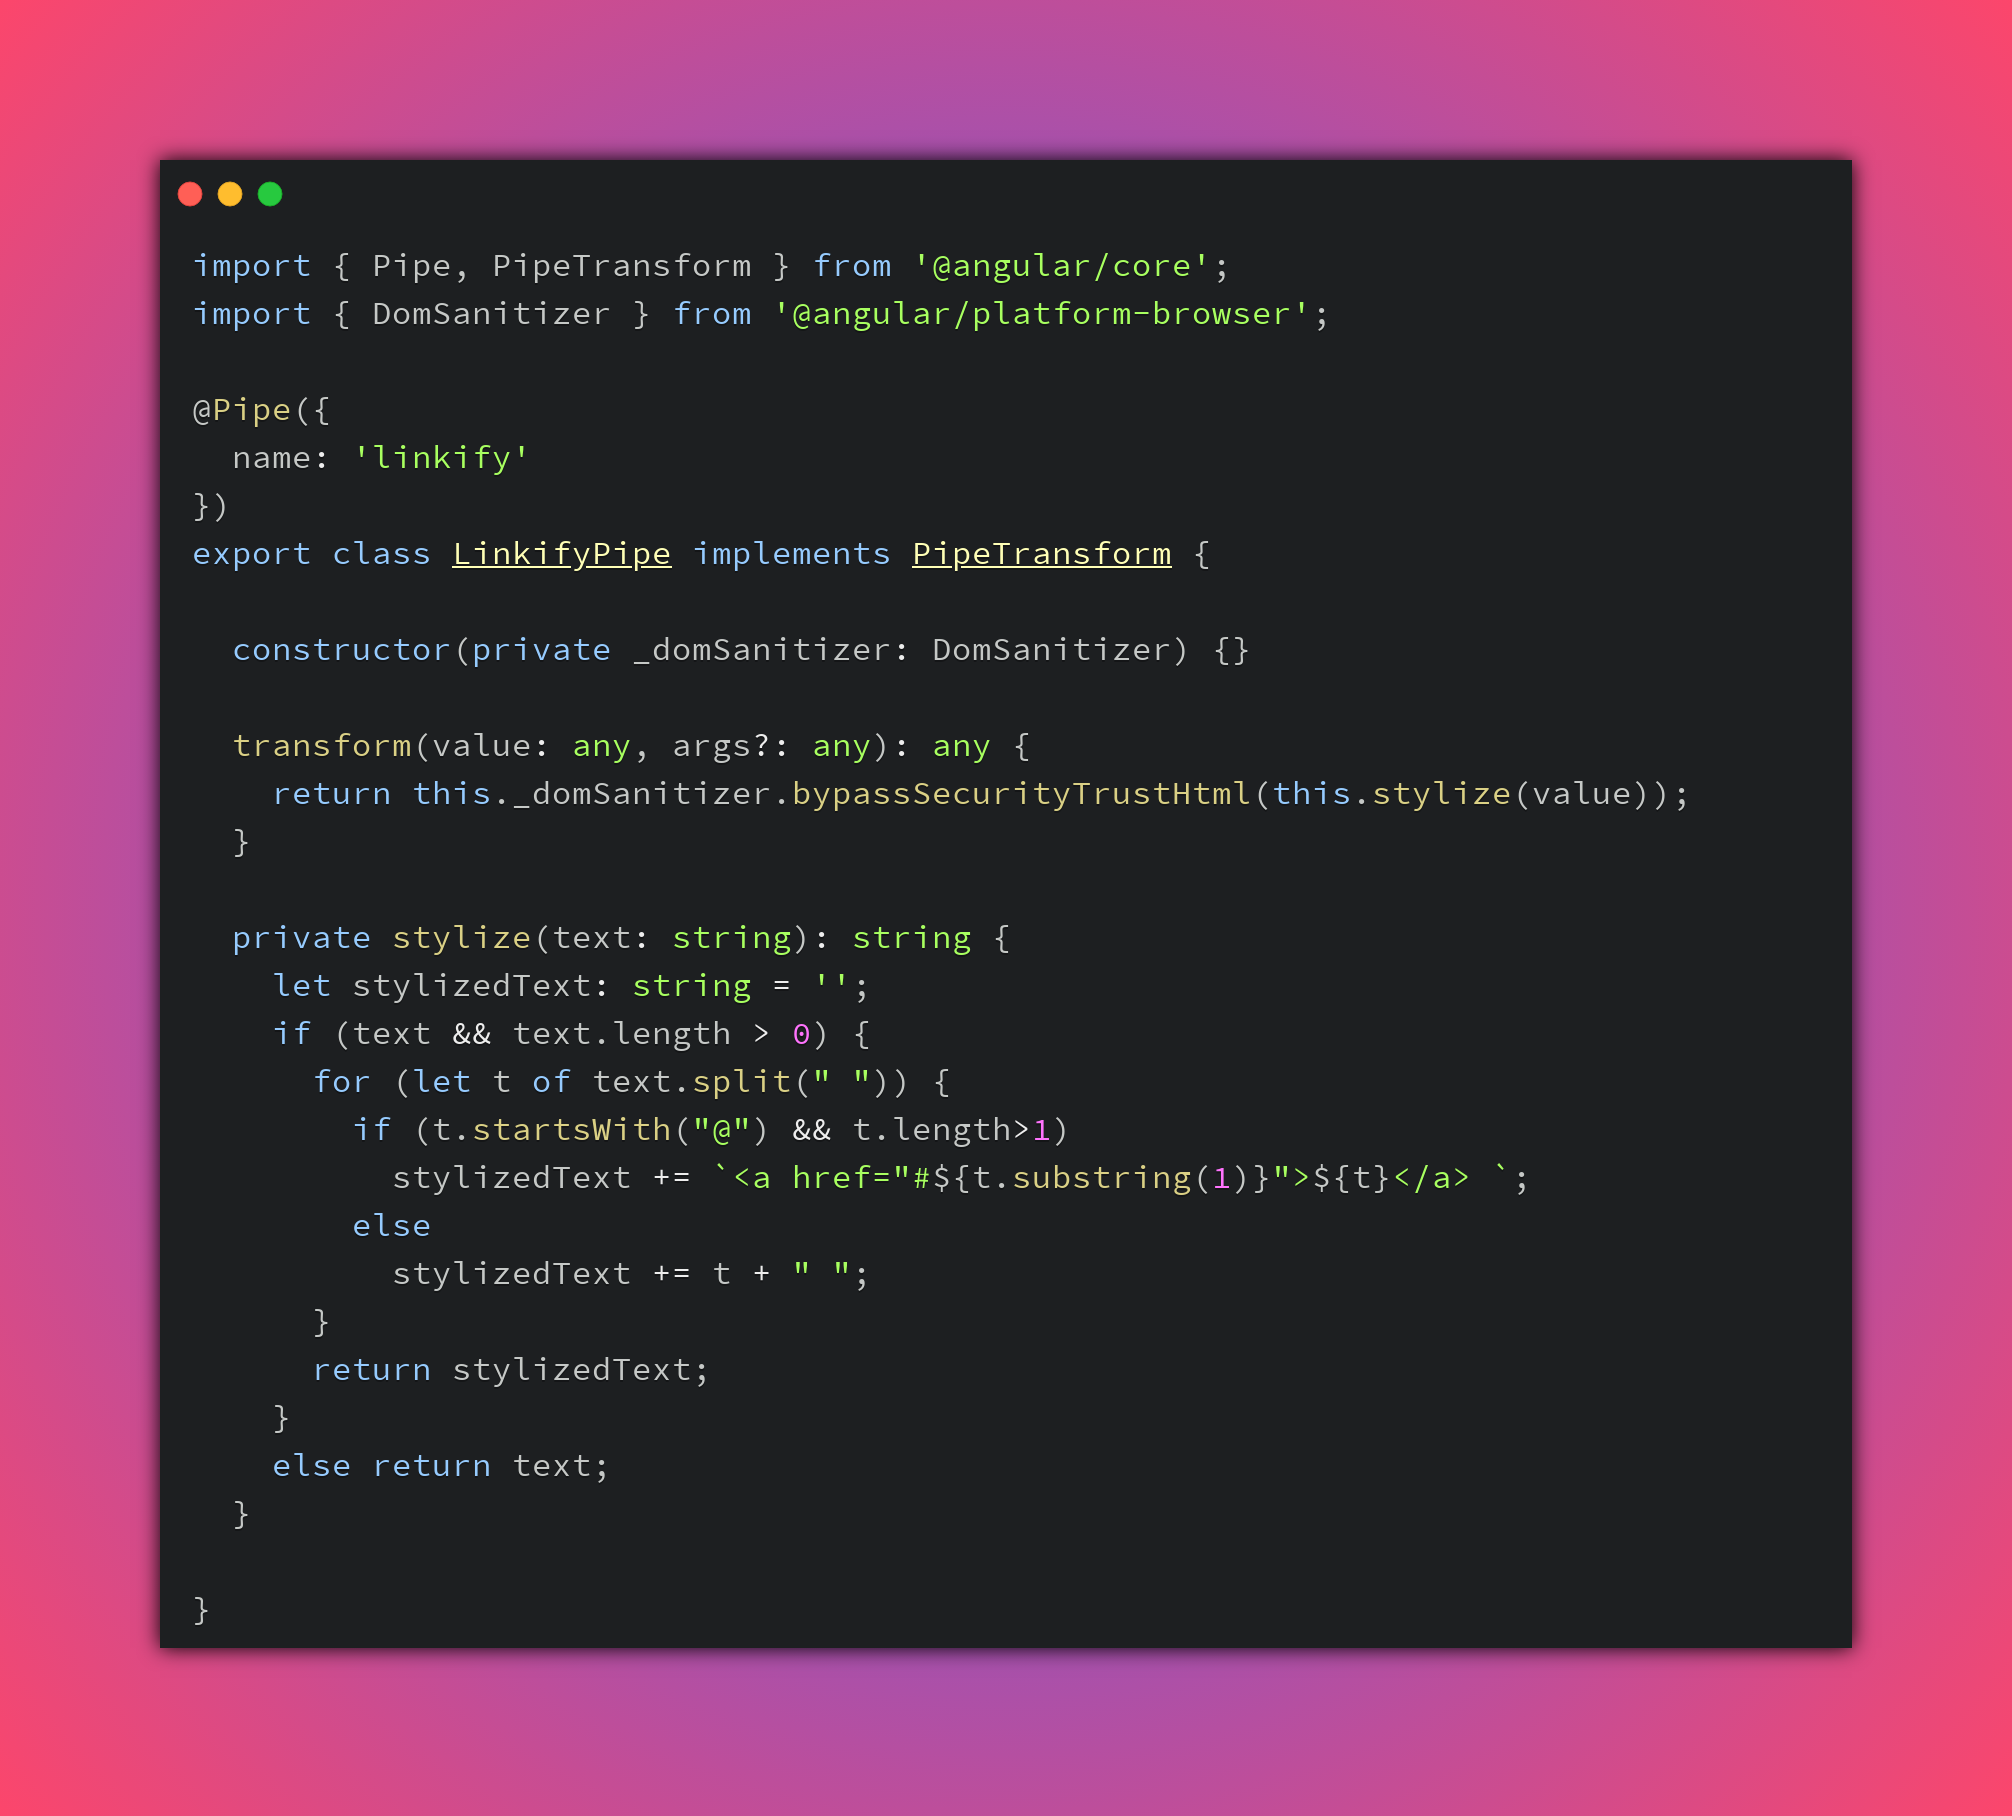 import { Pipe, PipeTransform } from '@angular/core';
import { DomSanitizer } from '@angular/platform-browser';

@Pipe({
  name: 'linkify'
})
export class LinkifyPipe implements PipeTransform {

  constructor(private _domSanitizer: DomSanitizer) {}

  transform(value: any, args?: any): any {
    return this._domSanitizer.bypassSecurityTrustHtml(this.stylize(value));
  }

  private stylize(text: string): string {
    let stylizedText: string = '';
    if (text && text.length > 0) {
      for (let t of text.split(" ")) {
        if (t.startsWith("@") && t.length>1)
          stylizedText += `<a href="#${t.substring(1)}">${t}</a> `;
        else
          stylizedText += t + " ";
      }
      return stylizedText;
    }
    else return text;
  }

}